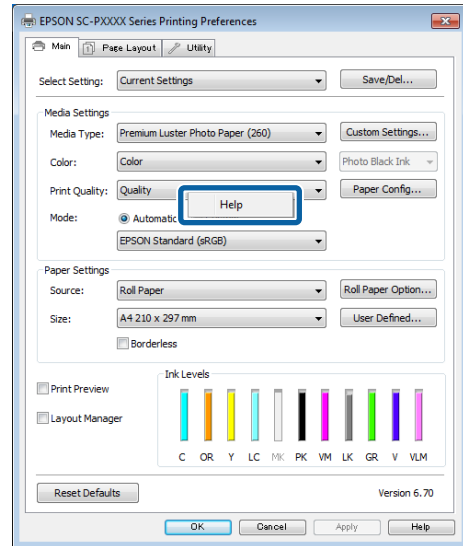 EPSON SC-PXXXX Series Printing Preferences
Main Page Layout Utility
Select Setting: Current Settings Save/Del...
Media Settings
Media Type: Premium Luster Photo Paper (260) Custom Settings...
Color: Color Photo Black Ink
Print Quality: Quality Paper Config...
Help
Mode: Automatic
EPSON Standard (sRGB)
Paper Settings
Source: Roll Paper Roll Paper Option...
Size: A4 210 x 297 mm User Defined...
Borderless
Ink Levels
Print Preview
Layout Manager
C OR Y LC MK PK VM LK GR V VLM
Reset Defaults Version 6.70
OK Cancel Apply Help